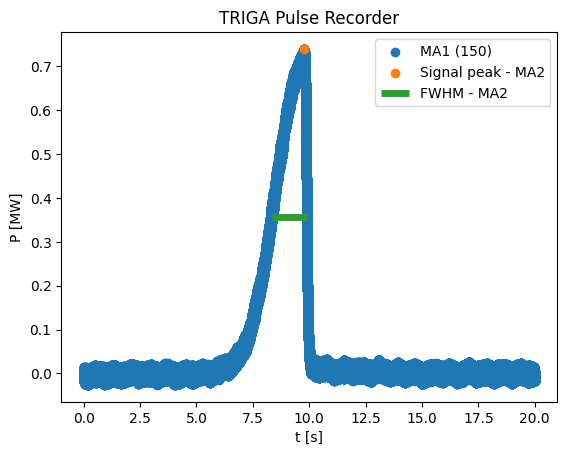 TRIGA Pulse Recorder
MA1 (150)
Signal peak - MA2
FWHM - MA2
P [MW]
0.7
0.6
0.5
0.4
0.3
0.2
0.1
0.0
0.0 2.5 5.0 7.5 10.0 12.5 15.0 17.5 20.0
t [s]